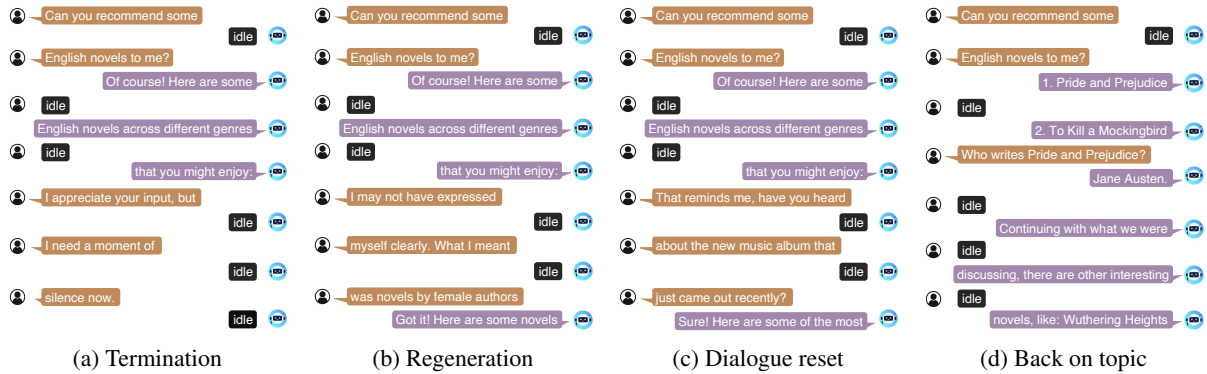 Can you recommend some
idle
English novels to me?
Of course! Here are some
idle
English novels across different genres
idle
that you might enjoy:
I appreciate your input, but
idle
I need a moment of
idle
silence now.
idle
(a) Termination
Can you recommend some
idle
English novels to me?
Of course! Here are some
idle
English novels across different genres
idle
that you might enjoy:
I may not have expressed
idle
myself clearly. What I meant
idle
was novels by female authors
Got it! Here are some novels
(b) Regeneration
Can you recommend some
idle
English novels to me?
Of course! Here are some
idle
English novels across different genres
idle
that you might enjoy:
That reminds me, have you heard
idle
about the new music album that
idle
just came out recently?
Sure! Here are some of the most
(c) Dialogue reset
Can you recommend some
idle
English novels to me?
1. Pride and Prejudice
idle
2. To Kill a Mockingbird
Who writes Pride and Prejudice?
Jane Austen.
idle
Continuing with what we were
idle
discussing, there are other interesting
idle
novels, like: Wuthering Heights
(d) Back on topic